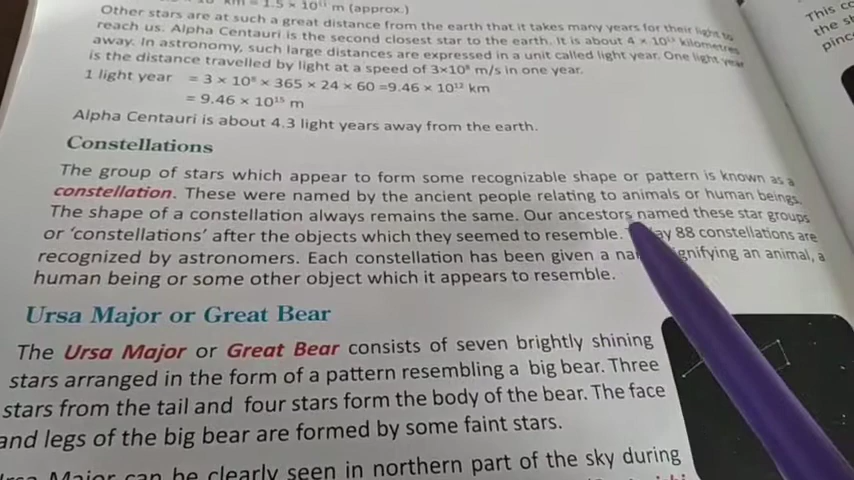 km = 1.5 × 10¹¹ m (approx.)
Other stars are at such a great distance from the earth that it takes many years for their light to
reach us. Alpha Centauri is the second closest star to the earth. It is about 4 × 10¹³ kilometres
away. In astronomy, such large distances are expressed in a unit called light year. One light year
is the distance travelled by light at a speed of 3×10⁸ m/s in one year.
1 light year = 3 × 10⁸ × 365 × 24 × 60 =9.46 × 10¹² km
= 9.46 × 10¹⁵ m
Alpha Centauri is about 4.3 light years away from the earth.
Constellations
The group of stars which appear to form some recognizable shape or pattern is known as a
constellation. These were named by the ancient people relating to animals or human beings.
The shape of a constellation always remains the same. Our ancestors named these star groups
or ‘constellations’ after the objects which they seemed to resemble. 88 constellations are
recognized by astronomers. Each constellation has been given a signifying an animal, a
human being or some other object which it appears to resemble.
Ursa Major or Great Bear
The Ursa Major or Great Bear consists of seven brightly shining
stars arranged in the form of a pattern resembling a big bear. Three
stars from the tail and four stars form the body of the bear. The face
and legs of the big bear are formed by some faint stars.
Ursa Major can be clearly seen in northern part of the sky during
This
the